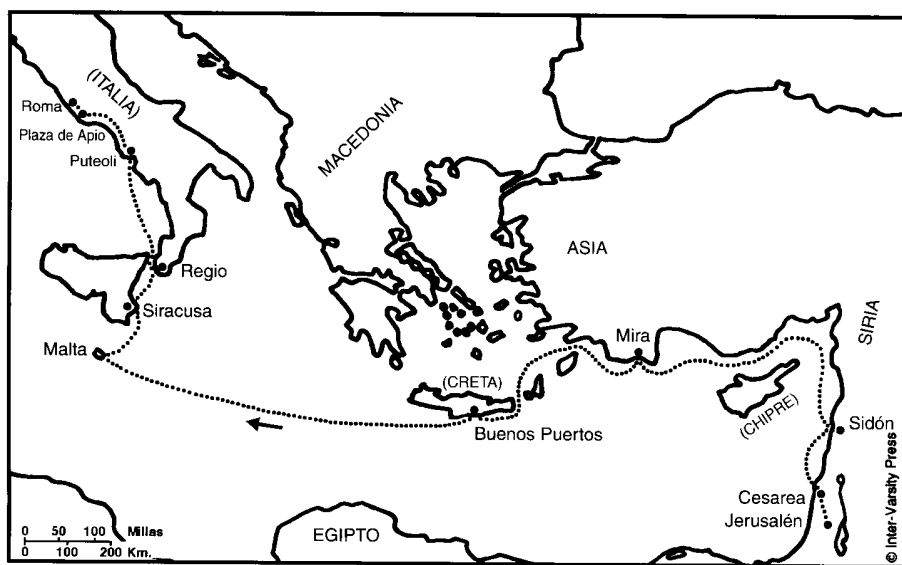 (ITALIA)
Roma
Plaza de Apio
Puteoli
MACEDONIA
ASIA
Regio
Siracusa
Malta
Mira
SIRIA
(CRETA)
(CHIPRE)
Buenos Puertos
Sidón
Cesarea
Jerusalén
EGIPTO
0 50 100 Millas
0 100 200 Km.
© Inter-Varsity Press